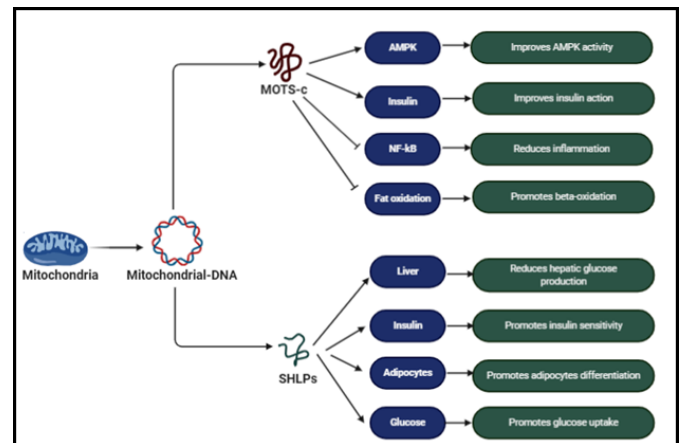 MOTS-c
AMPK
Improves AMPK activity
Insulin
Improves insulin action
NF-kB
Reduces inflammation
Fat oxidation
Promotes beta-oxidation
Mitochondria
Mitochondrial-DNA
SHLPs
Liver
Reduces hepatic glucose
production
Insulin
Promotes insulin sensitivity
Adipocytes
Promotes adipocytes differentiation
Glucose
Promotes glucose uptake